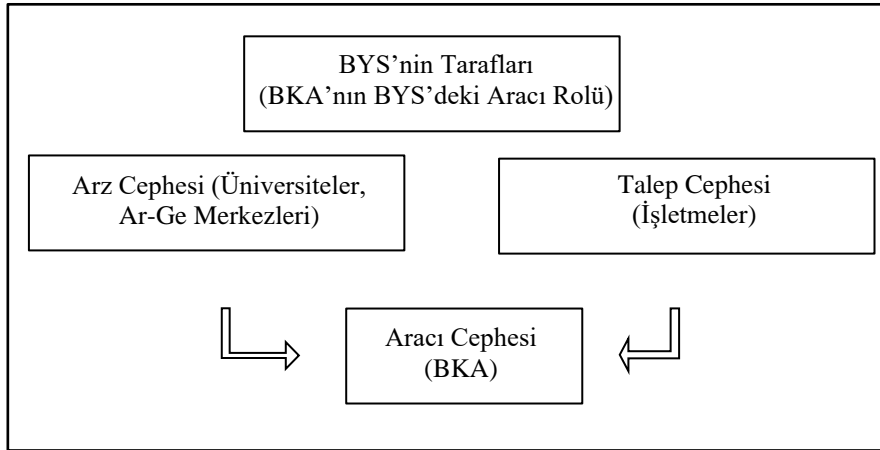 BYS’nin Tarafları
(BKA’nın BYS’deki Aracı Rolü)
Arz Cephesi (Üniversiteler,
Ar-Ge Merkezleri)
Talep Cephesi
(İşletmeler)
Aracı Cephesi
(BKA)